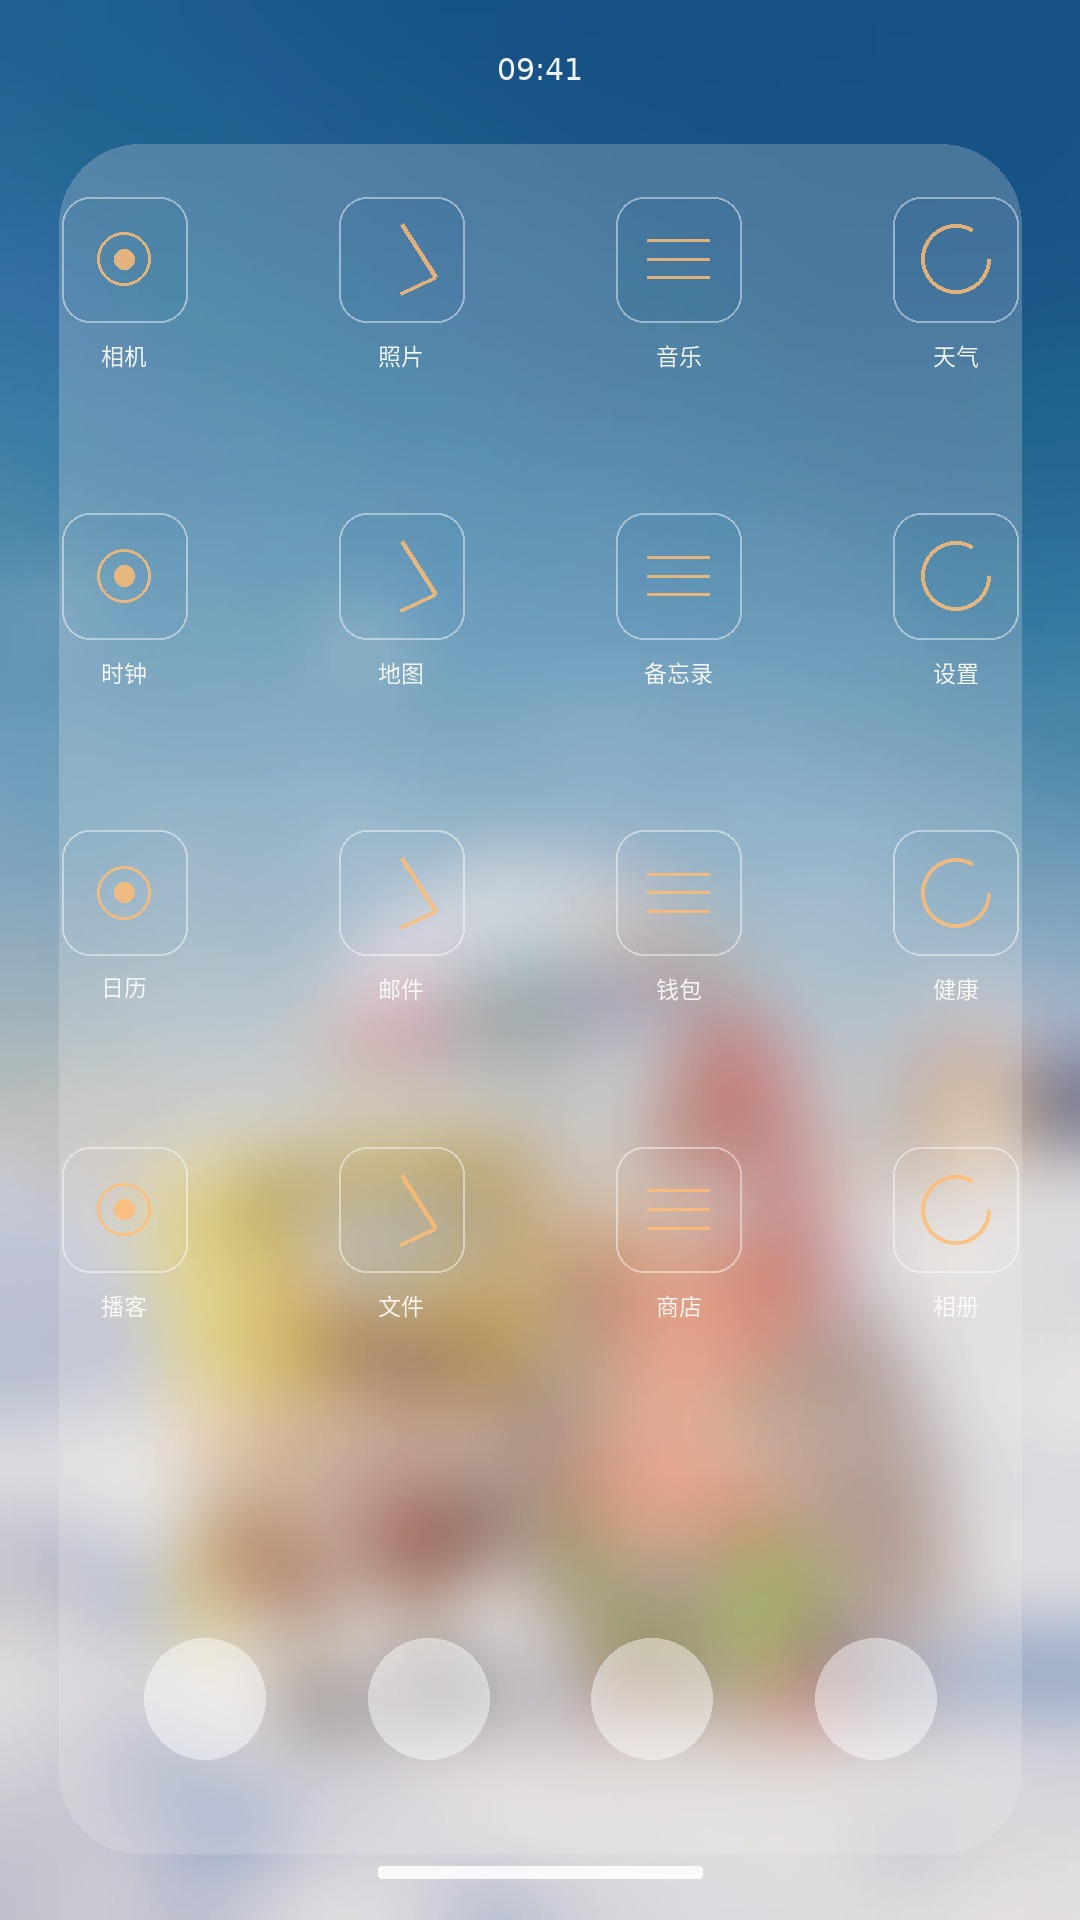 09:41
相机 照片 音乐 天气
时钟 地图 备忘录 设置
日历 邮件 钱包 健康
播客 文件 商店 相册